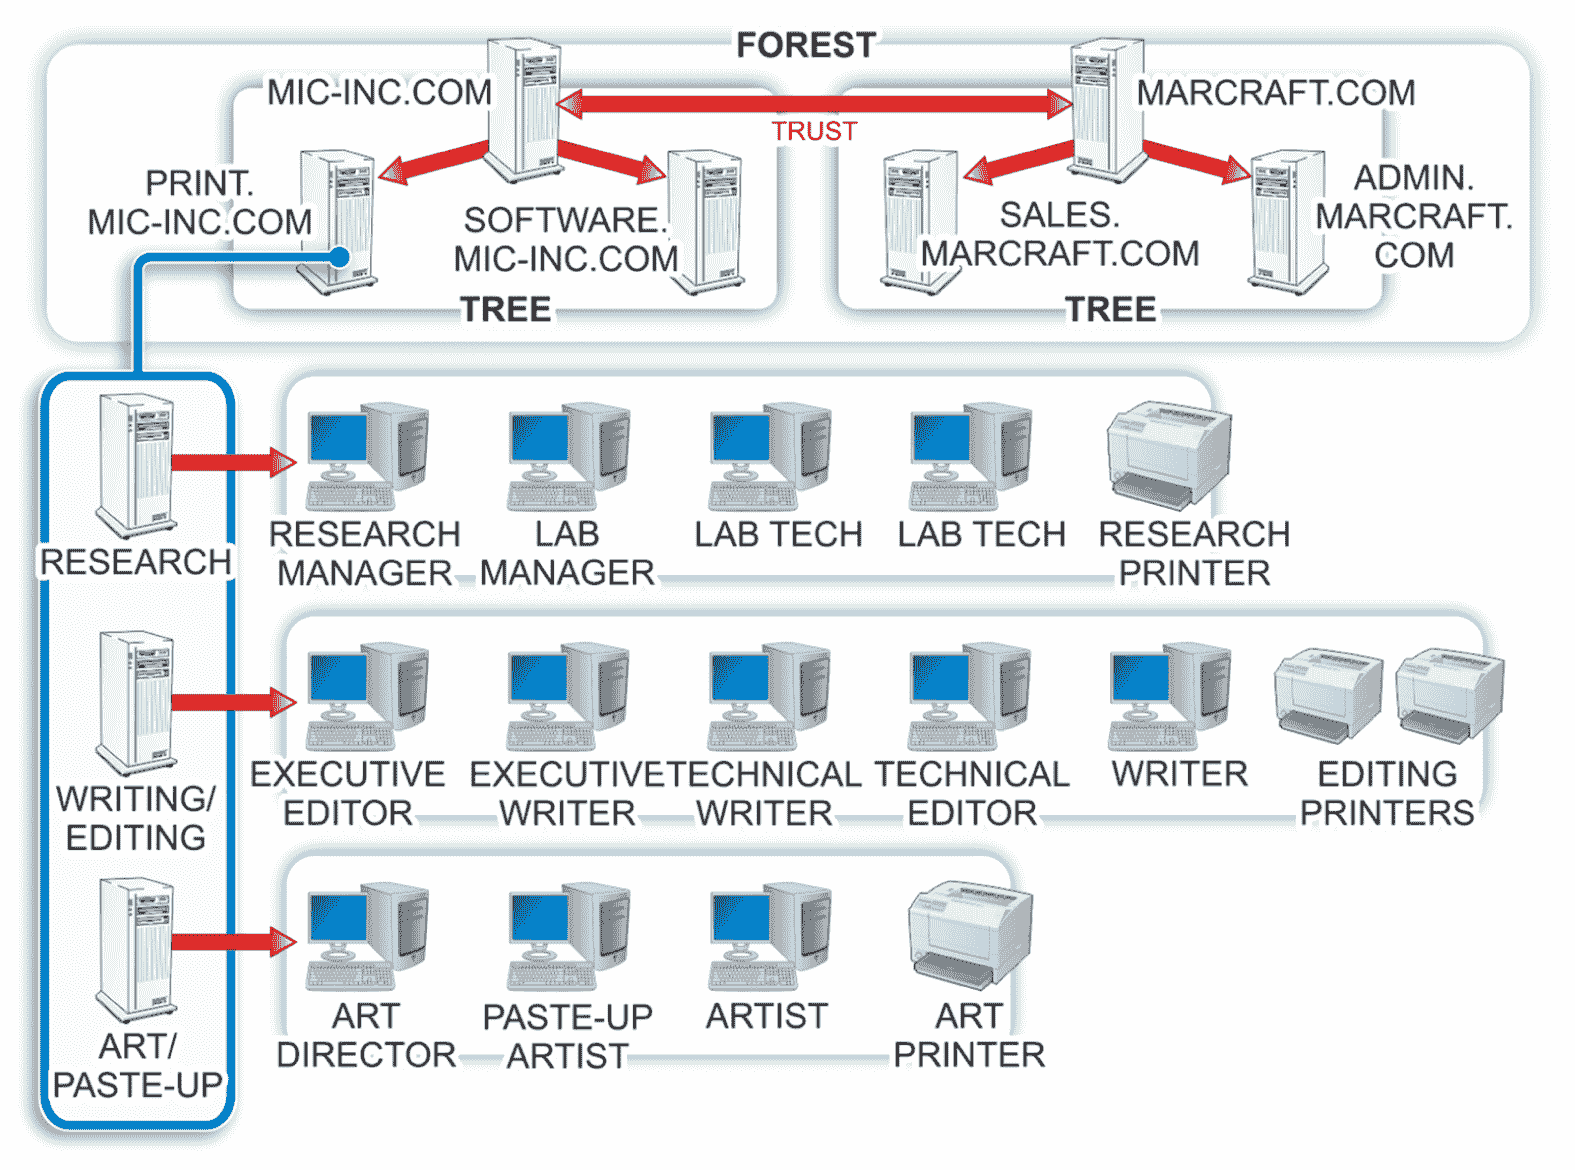 FOREST
MIC-INC.COM
MARCRAFT.COM
TRUST
PRINT.
MIC-INC.COM
SOFTWARE.
MIC-INC.COM
SALES.
MARCRAFT.COM
ADMIN.
MARCRAFT.
COM
TREE
TREE
RESEARCH
RESEARCH
MANAGER
LAB
MANAGER
LAB TECH
LAB TECH
RESEARCH
PRINTER
WRITING/
EDITING
EXECUTIVE
EDITOR
EXECUTIVE
WRITER
TECHNICAL
WRITER
TECHNICAL
EDITOR
WRITER
EDITING
PRINTERS
ART/
PASTE-UP
ART
DIRECTOR
PASTE-UP
ARTIST
ARTIST
ART
PRINTER